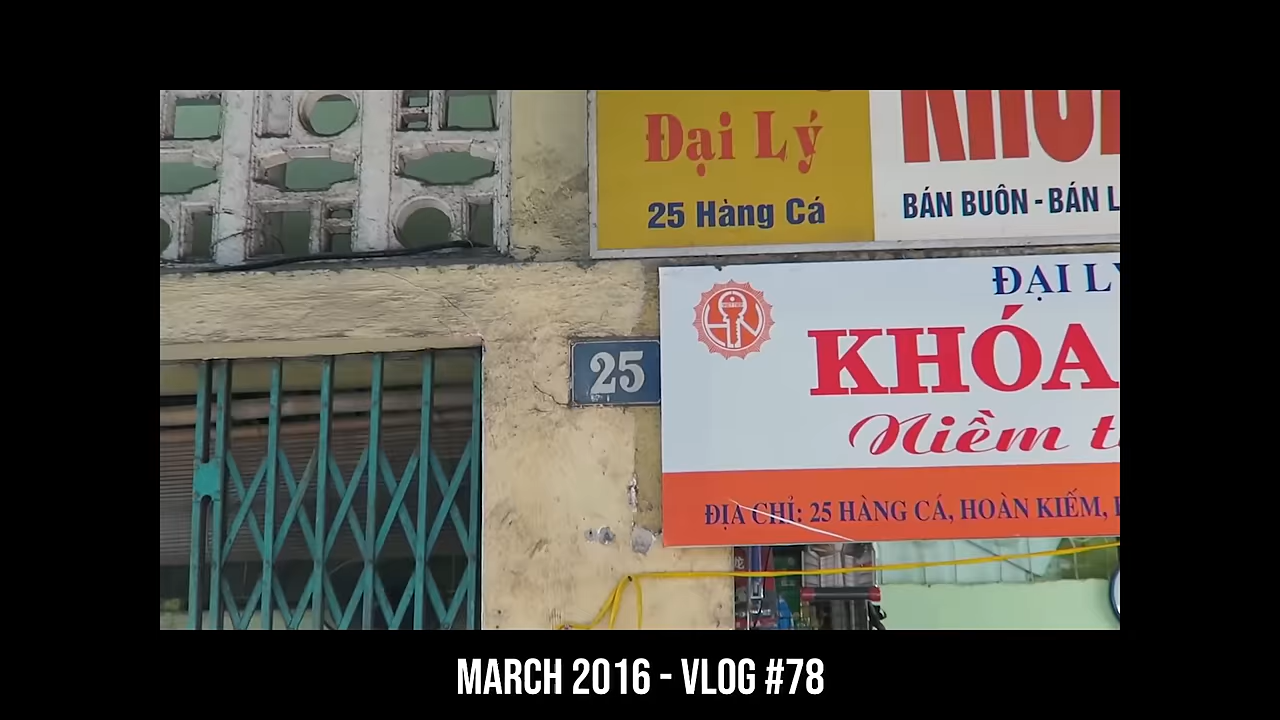 Đại Lý
25 Hàng Cá
BÁN BUÔN - BÁN
ĐẠI LÝ
KHÓA
25
Niềm
ĐỊA CHỈ: 25 HÀNG CÁ, HOÀN KIẾM,
MARCH 2016 - VLOG #78